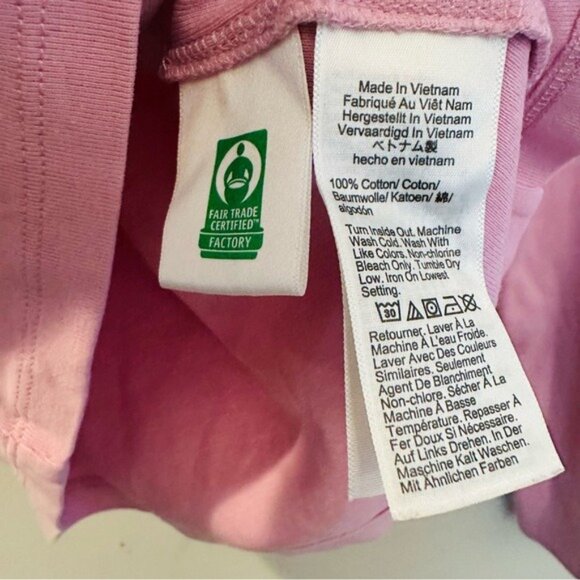 FAIR TRADE
CERTIFIED™
FACTORY
Made In Vietnam
Fabriqué Au Viêt Nam
Hergestellt In Vietnam
Vervaardigd In Vietnam
ベトナム製
hecho en vietnam
100% Cotton/ Coton/
Baumwolle/ Katoen/ 綿/
algodón
Turn Inside Out. Machine
Wash Cold. Wash With
Like Colors. Non-chlorine
Bleach Only. Tumble Dry
Low. Iron On Lowest
Setting.
30
Retourner. Laver À La
Machine À L'eau Froide.
Laver Avec Des Couleurs
Similaires. Seulement
Agent De Blanchiment
Non-chlore. Sécher À La
Machine À Basse
Température. Repasser À
Fer Doux Si Nécessaire.
Auf Links Drehen. In Der
Maschine Kalt Waschen.
Mit Ähnlichen Farben